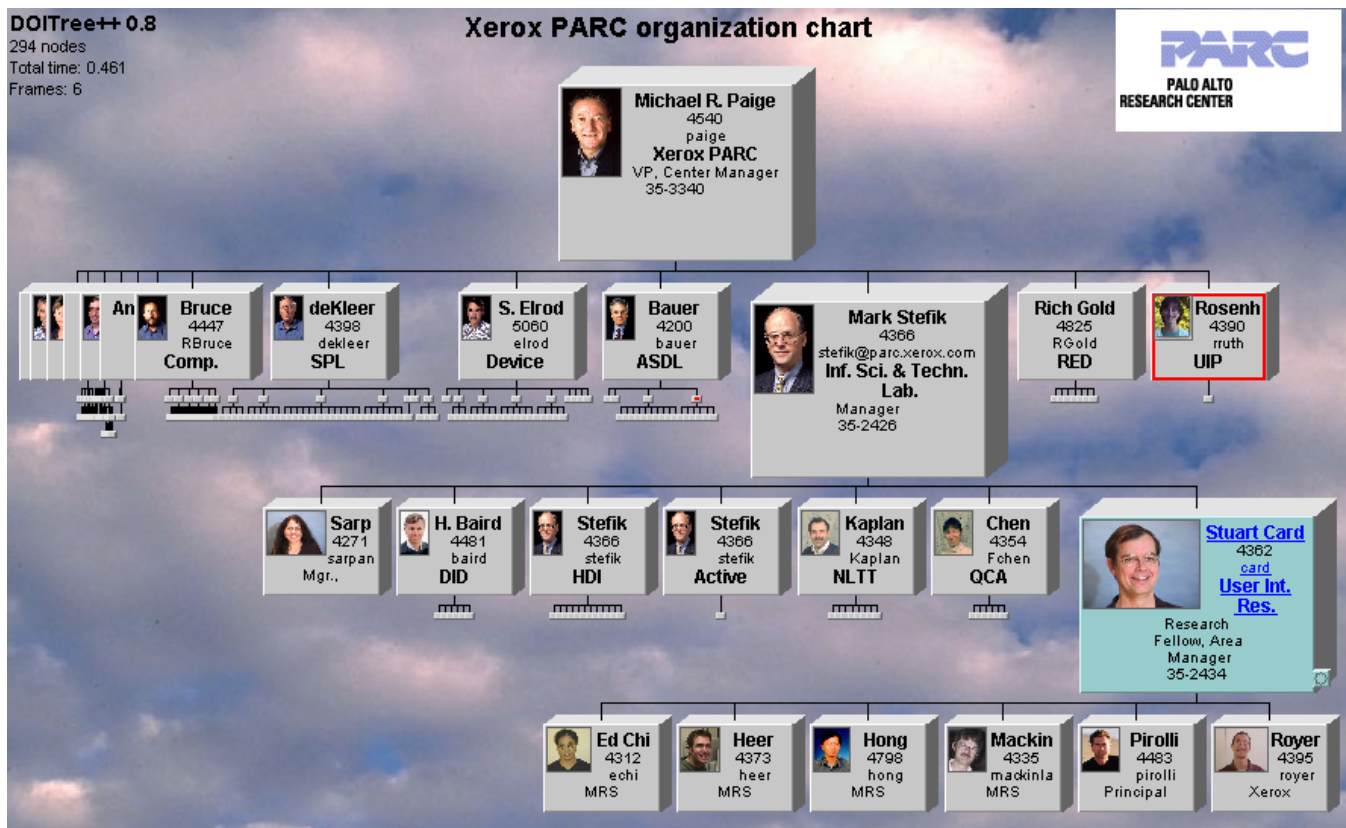 DOITree++ 0.8
294 nodes
Total time: 0.461
Frames: 6
Xerox PARC organization chart
PARC
PALO ALTO
RESEARCH CENTER
Michael R. Paige
4540
paige
Xerox PARC
VP, Center Manager
35-3340
An
Bruce
4447
RBruce
Comp.
deKleer
4398
dekleer
SPL
S. Elrod
5060
elrod
Device
Bauer
4200
bauer
ASDL
Mark Stefik
4366
stefik@parc.xerox.com
Inf. Sci. & Techn.
Lab.
Manager
35-2426
Rich Gold
4825
RGold
RED
Rosenh
4390
rruth
UIP
Sarp
4271
sarpan
Mgr.,
H. Baird
4481
baird
DID
Stefik
4366
stefik
HDI
Stefik
4366
stefik
Active
Kaplan
4348
Kaplan
NLTT
Chen
4354
Fchen
QCA
Stuart Card
4362
card
User Int.
Res.
Research
Fellow, Area
Manager
35-2434
Ed Chi
4312
echi
MRS
Heer
4373
heer
MRS
Hong
4798
hong
MRS
Mackin
4335
mackinla
MRS
Pirolli
4483
pirolli
Principal
Royer
4395
royer
Xerox